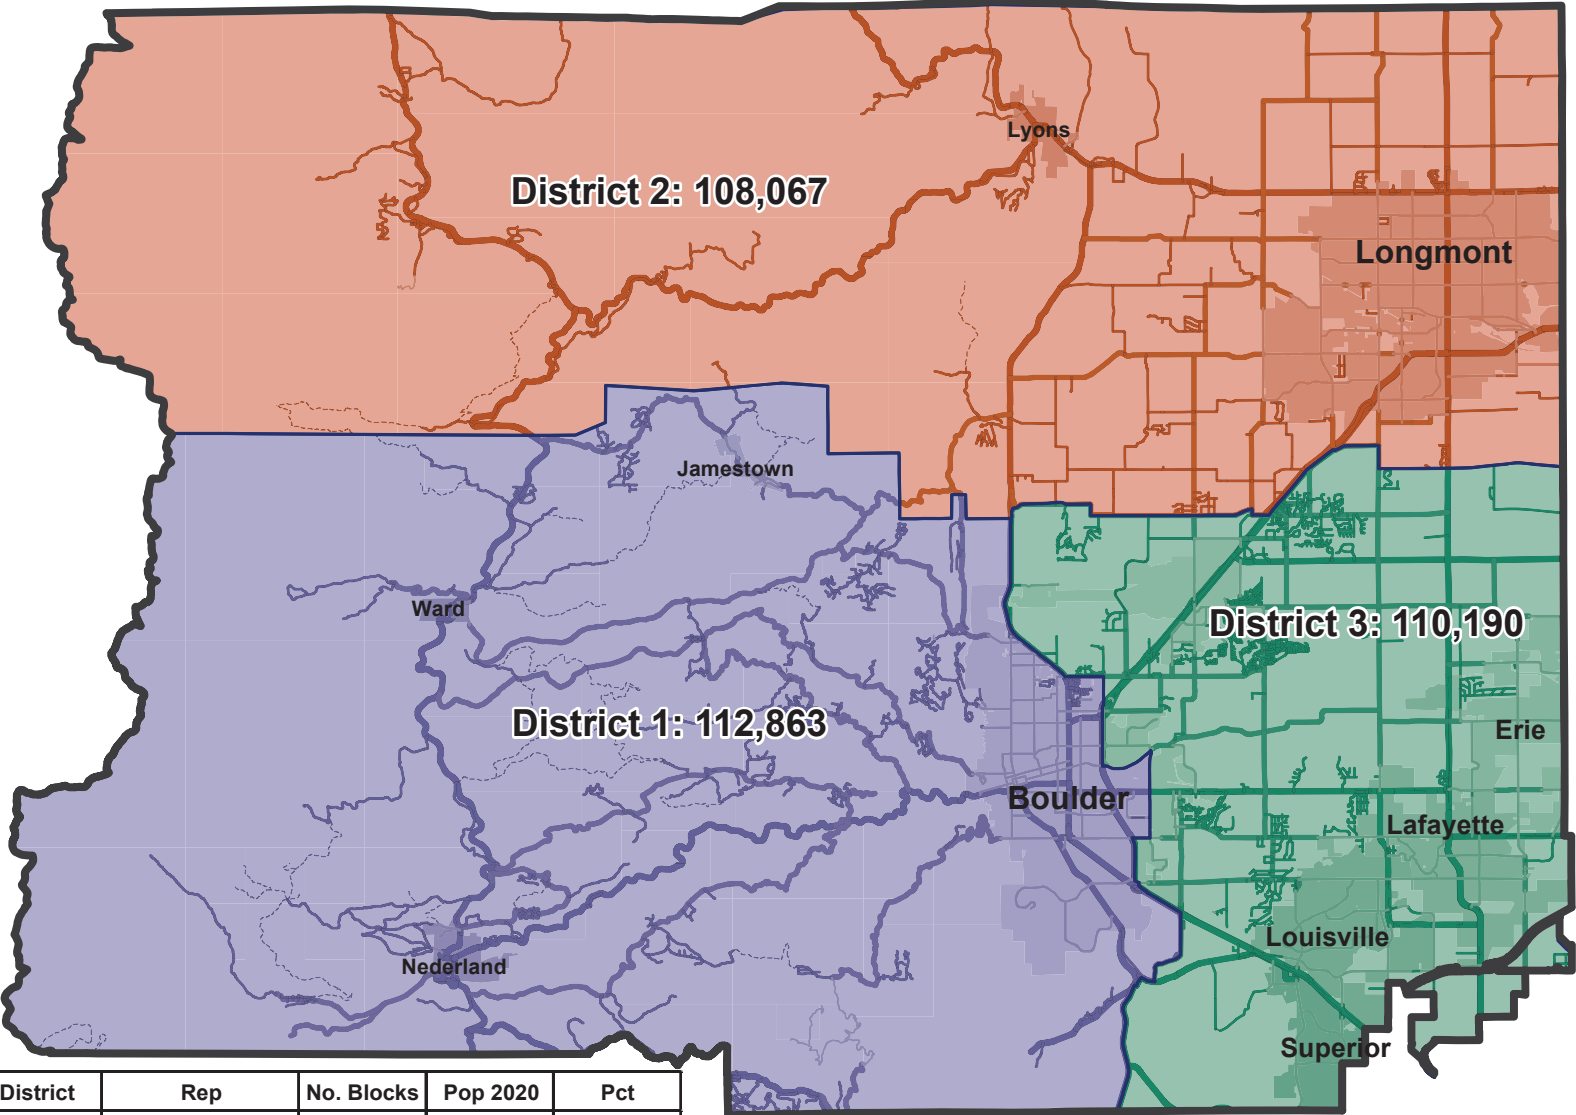 Lyons
District 2: 108,067
Longmont
Jamestown
Ward
District 3: 110,190
District 1: 112,863
Erie
Boulder
Lafayette
Louisville
Nederland
Superior
District Rep No. Blocks Pop 2020 Pct